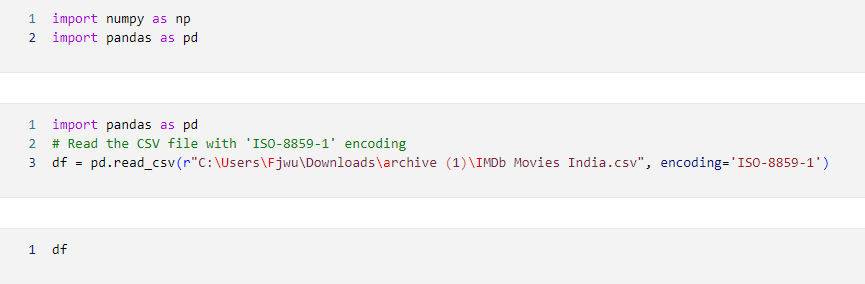 1 import numpy as np
2 import pandas as pd
1 import pandas as pd
2 # Read the CSV file with 'ISO-8859-1' encoding
3 df = pd.read_csv(r"C:\Users\Fjwu\Downloads\archive (1)\IMDb Movies India.csv", encoding='ISO-8859-1')
1 df